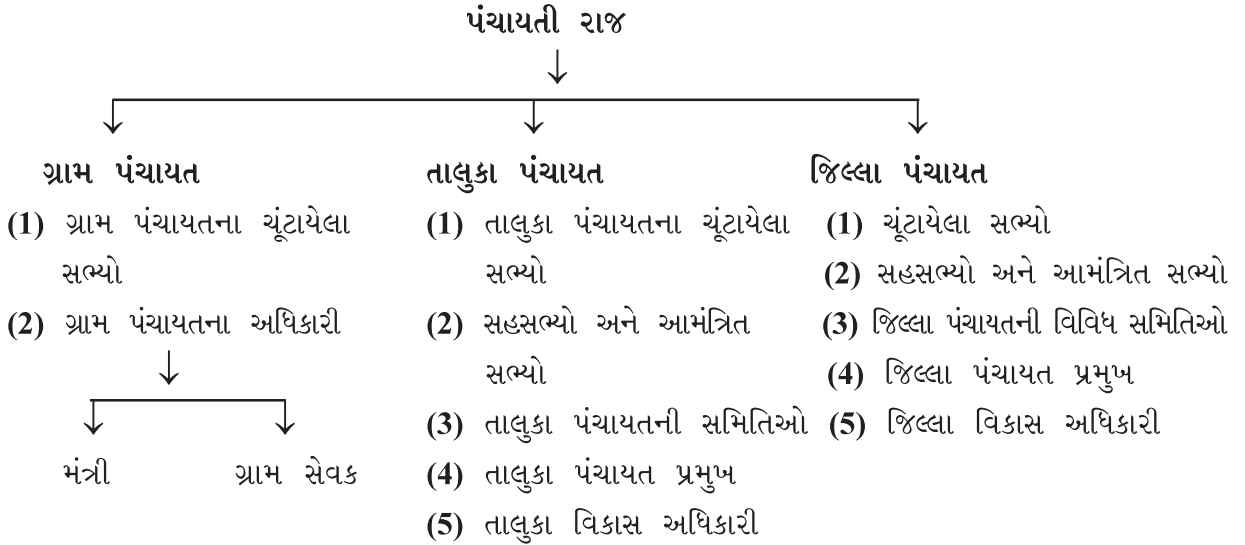 પંચાયતી રાજ
ગ્રામ પંચાયત
(1) ગ્રામ પંચાયતના ચૂંટાયેલા
સભ્યો
(2) ગ્રામ પંચાયતના અધિકારી
મંત્રી ગ્રામ સેવક
તાલુકા પંચાયત
(1) તાલુકા પંચાયતના ચૂંટાયેલા
સભ્યો
(2) સહસભ્યો અને આમંત્રિત
સભ્યો
(3) તાલુકા પંચાયતની સમિતિઓ
(4) તાલુકા પંચાયત પ્રમુખ
(5) તાલુકા વિકાસ અધિકારી
જિલ્લા પંચાયત
(1) ચૂંટાયેલા સભ્યો
(2) સહસભ્યો અને આમંત્રિત સભ્યો
(3) જિલ્લા પંચાયતની વિવિધ સમિતિઓ
(4) જિલ્લા પંચાયત પ્રમુખ
(5) જિલ્લા વિકાસ અધિકારી